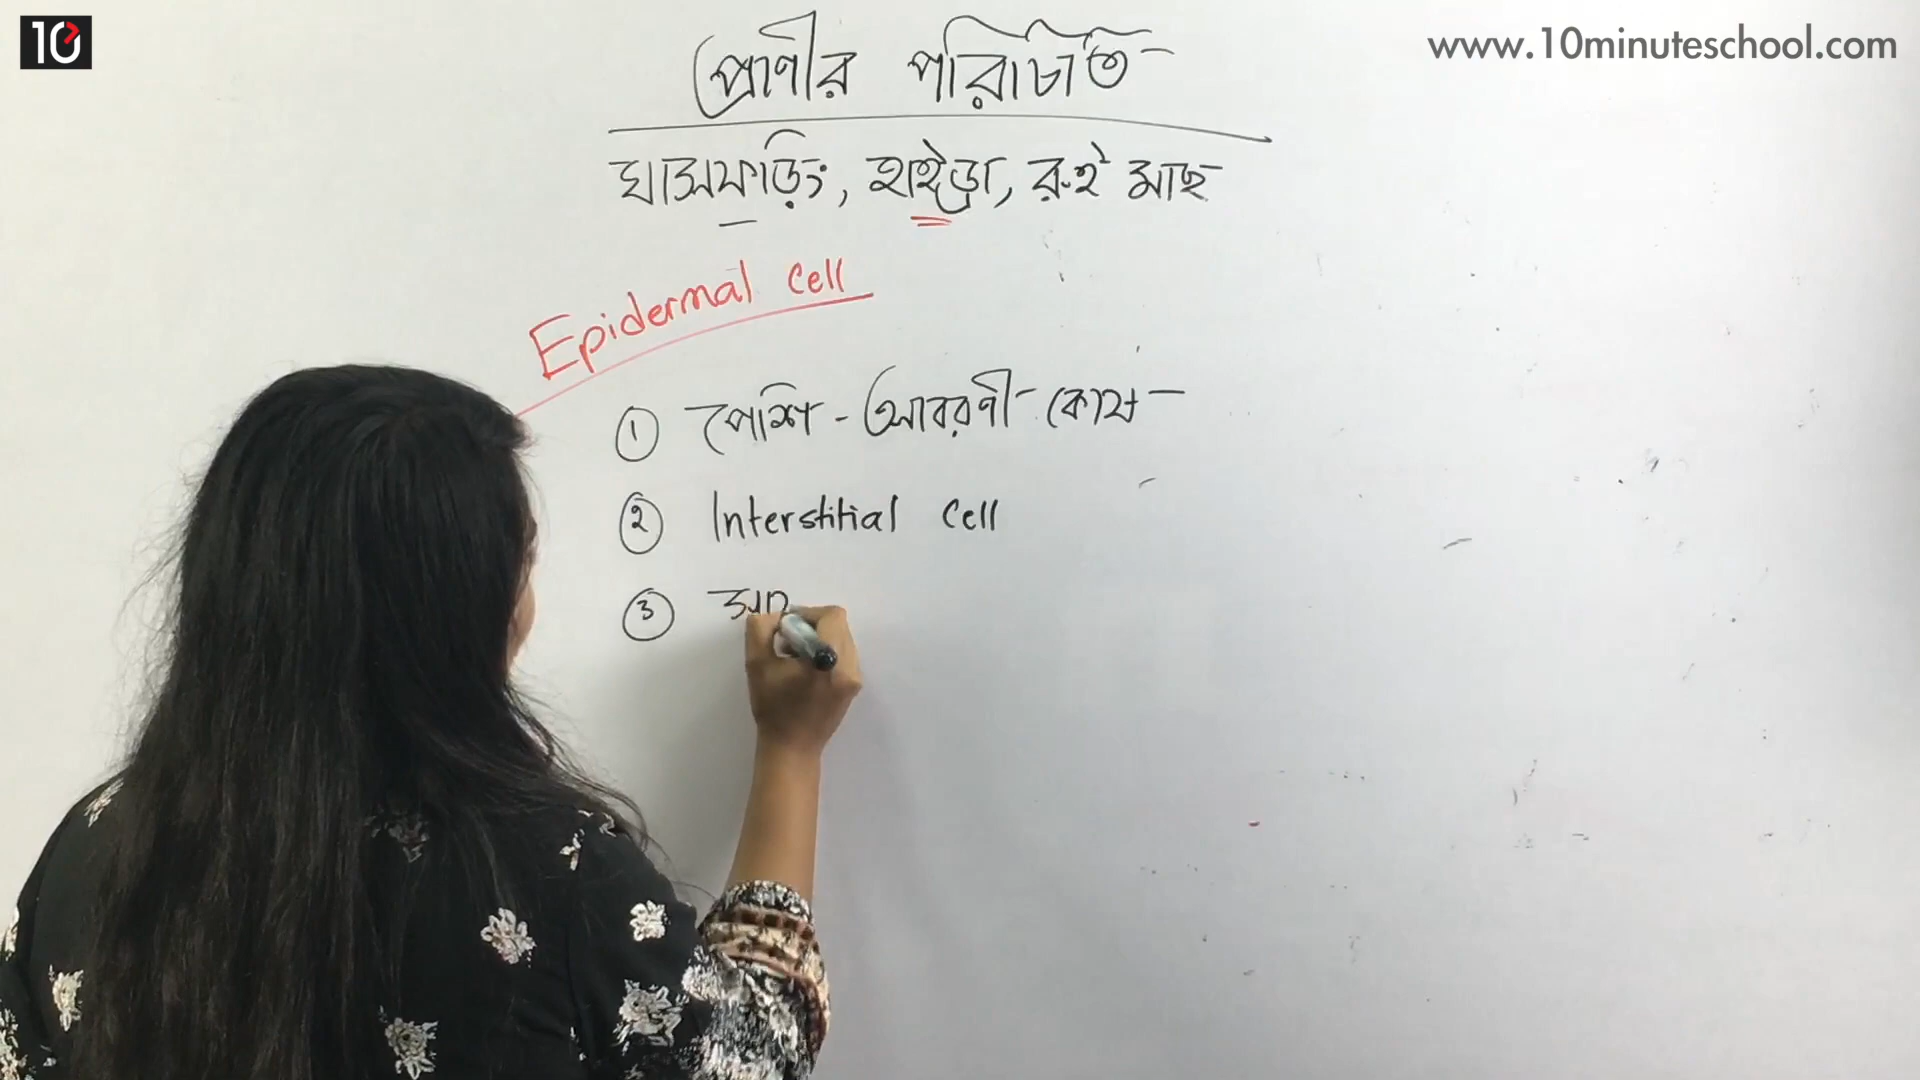 10
www.10minuteschool.com
প্রাণীর পরিচিতি
ঘাসফড়িং, হাইড্রা, রুই মাছ
Epidermal Cell
① পেশি - আবরণী কোষ
② Interstitial Cell
③